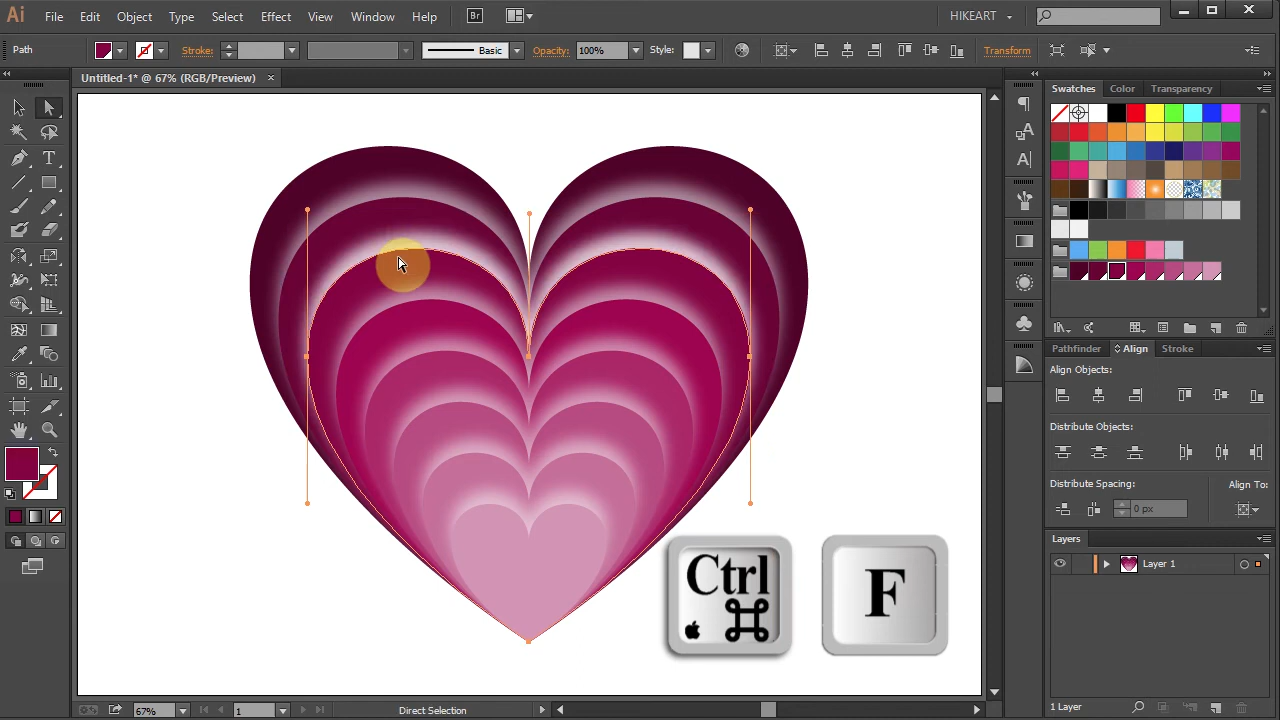 Ai File Edit Object Type Select Effect View Window Help Br HIKEART
Path Stroke: Basic Opacity: 100% Style: Transform
Untitled-1* @ 67% (RGB/Preview)
Swatches Color Transparency
Pathfinder Align Stroke
Align Objects:
Distribute Objects:
Distribute Spacing: Align To:
0 px
Layers
Layer 1
Ctrl F
67% 1 Direct Selection 1 Layer